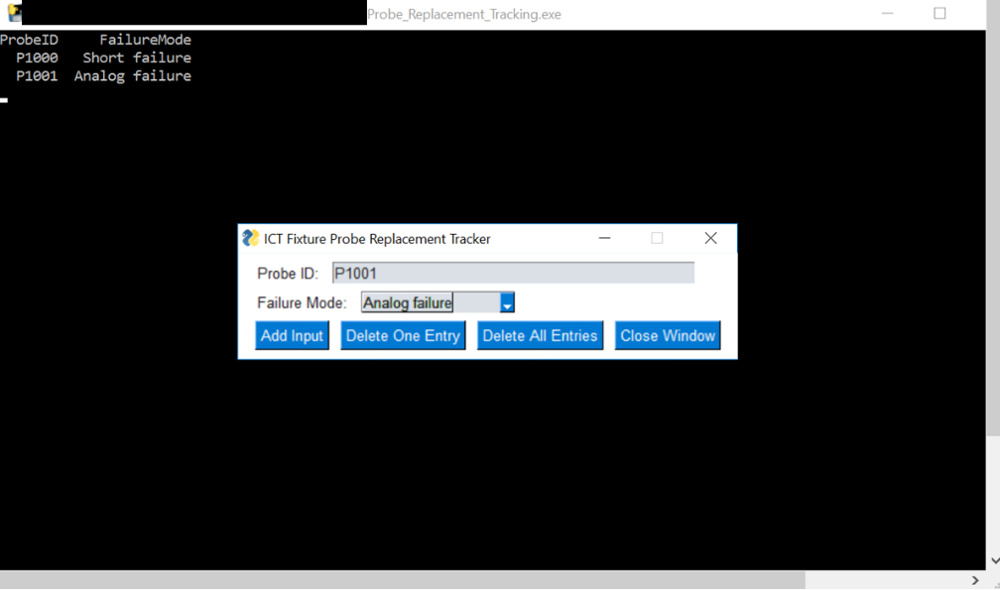 Probe_Replacement_Tracking.exe
ProbeID     FailureMode
P1000   Short failure
P1001  Analog failure
ICT Fixture Probe Replacement Tracker
Probe ID: P1001
Failure Mode: Analog failure
Add Input Delete One Entry Delete All Entries Close Window